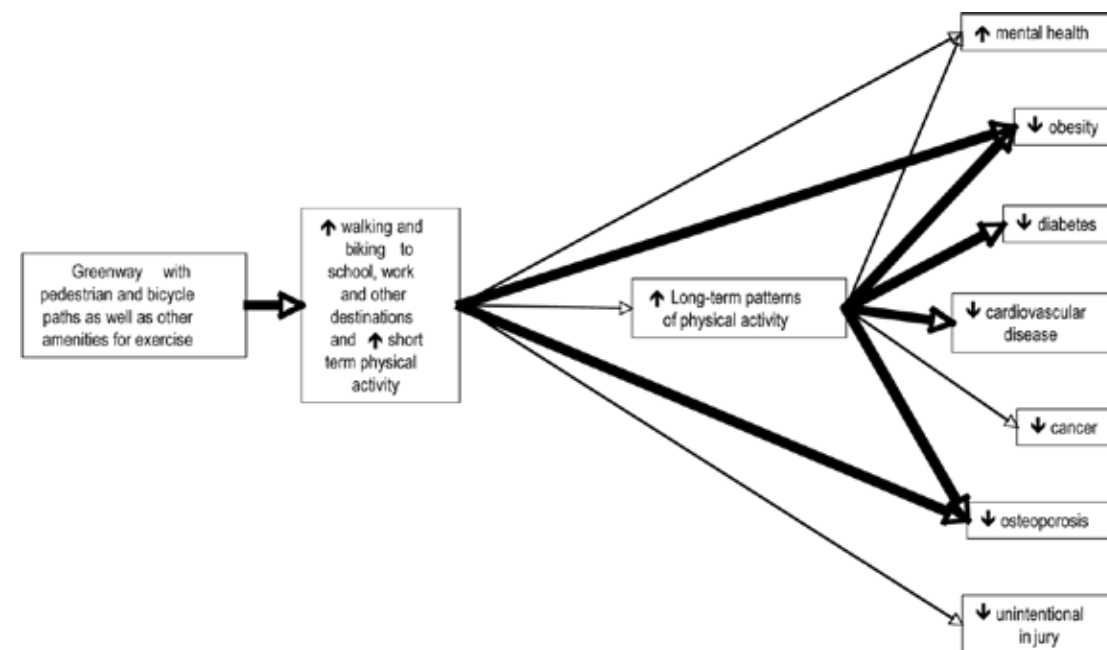 Greenway with
pedestrian and bicycle
paths as well as other
amenities for exercise
↑ walking and
biking to
school, work
and other
destinations
and ↑ short
term physical
activity
↑ Long-term patterns
of physical activity
↑ mental health
↓ obesity
↓ diabetes
↓ cardiovascular
disease
↓ cancer
↓ osteoporosis
↓ unintentional
injury